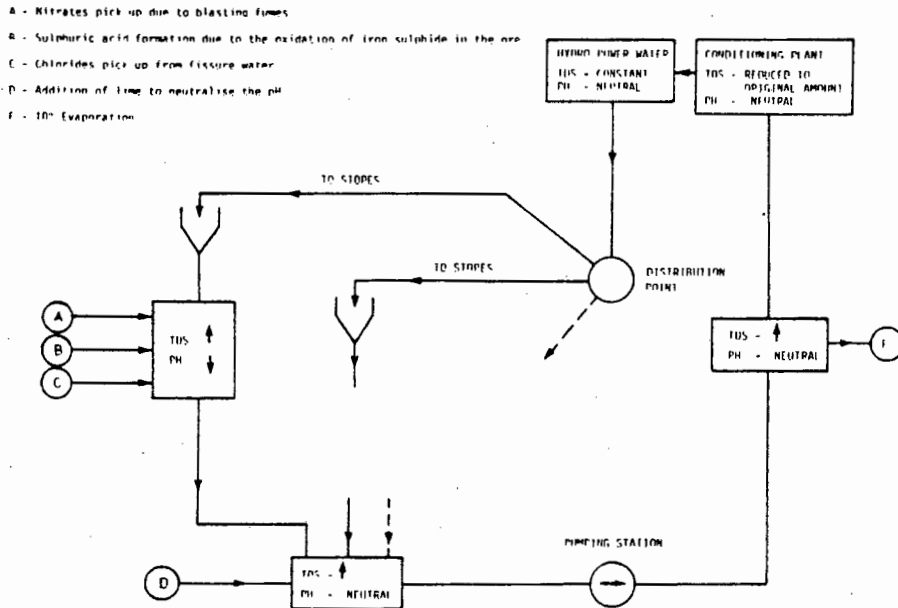 A - Nitrates pick up due to blasting fumes
B - Sulphuric acid formation due to the oxidation of iron sulphide in the ore
C - Chlorides pick up from fissure water
D - Addition of lime to neutralise the pH
E - 10% Evaporation
HYDRO POWER WATER
TDS - CONSTANT
PH - NEUTRAL
CONDITIONING PLANT
TDS - REDUCED TO
ORIGINAL AMOUNT
PH - NEUTRAL
TO STOPES
TO STOPES
DISTRIBUTION
POINT
A
B
C
TDS ↑
PH ↓
TDS - ↑
PH - NEUTRAL
E
PUMPING STATION
D
TDS - ↑
PH - NEUTRAL